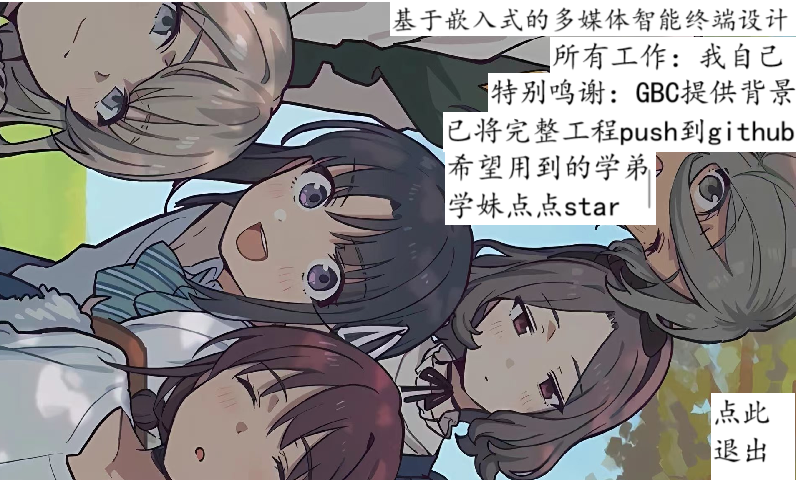 基于嵌入式的多媒体智能终端设计
所有工作：我自己
特别鸣谢：GBC提供背景
已将完整工程push到github
希望用到的学弟
学妹点点star
点此
退出